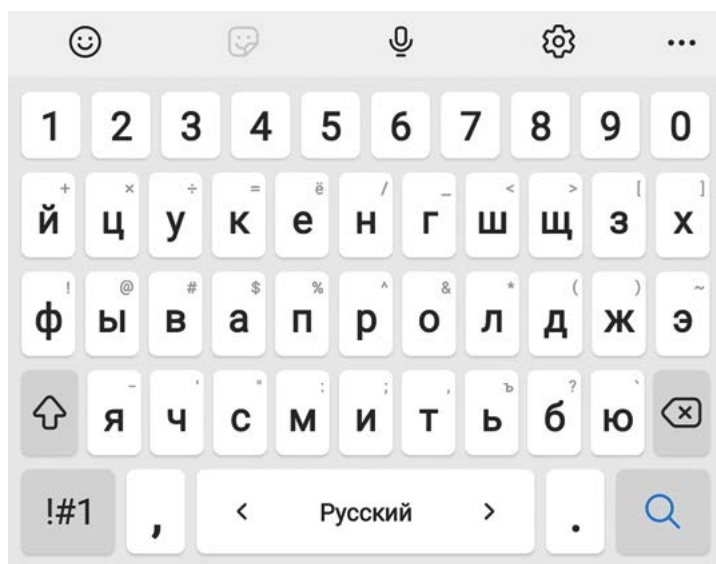 1 2 3 4 5 6 7 8 9 0
+ × ÷ = ё / _ < > [ ]
й ц у к е н г ш щ з х
! @ # $ % ^ & * ( ) ~
ф ы в а п р о л д ж э
- ' " : ; , ъ ? `
я ч с м и т ь б ю
!#1 , < Русский > .